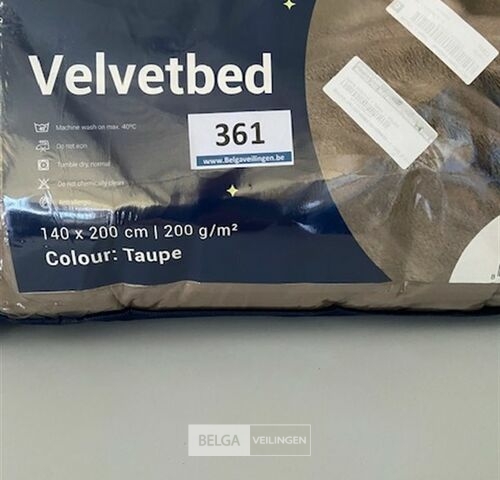 Velvetbed
361
www.Belgaveilingen.be
Machine wash on max. 40ºC
Do not iron
Tumble dry, normal
Do not chemically clean
140 x 200 cm | 200 g/m²
Colour: Taupe
BELGA VEILINGEN